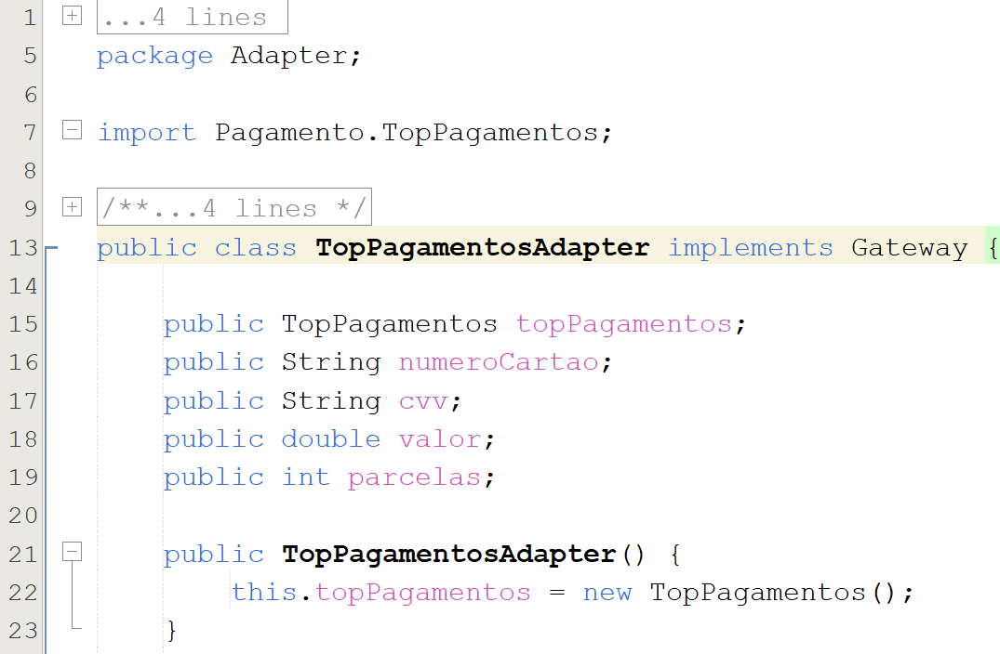 1 ...4 lines
5 package Adapter;
6
7 import Pagamento.TopPagamentos;
8
9 /**...4 lines */
13 public class TopPagamentosAdapter implements Gateway {
14
15 public TopPagamentos topPagamentos;
16 public String numeroCartao;
17 public String cvv;
18 public double valor;
19 public int parcelas;
20
21 public TopPagamentosAdapter() {
22 this.topPagamentos = new TopPagamentos();
23 }